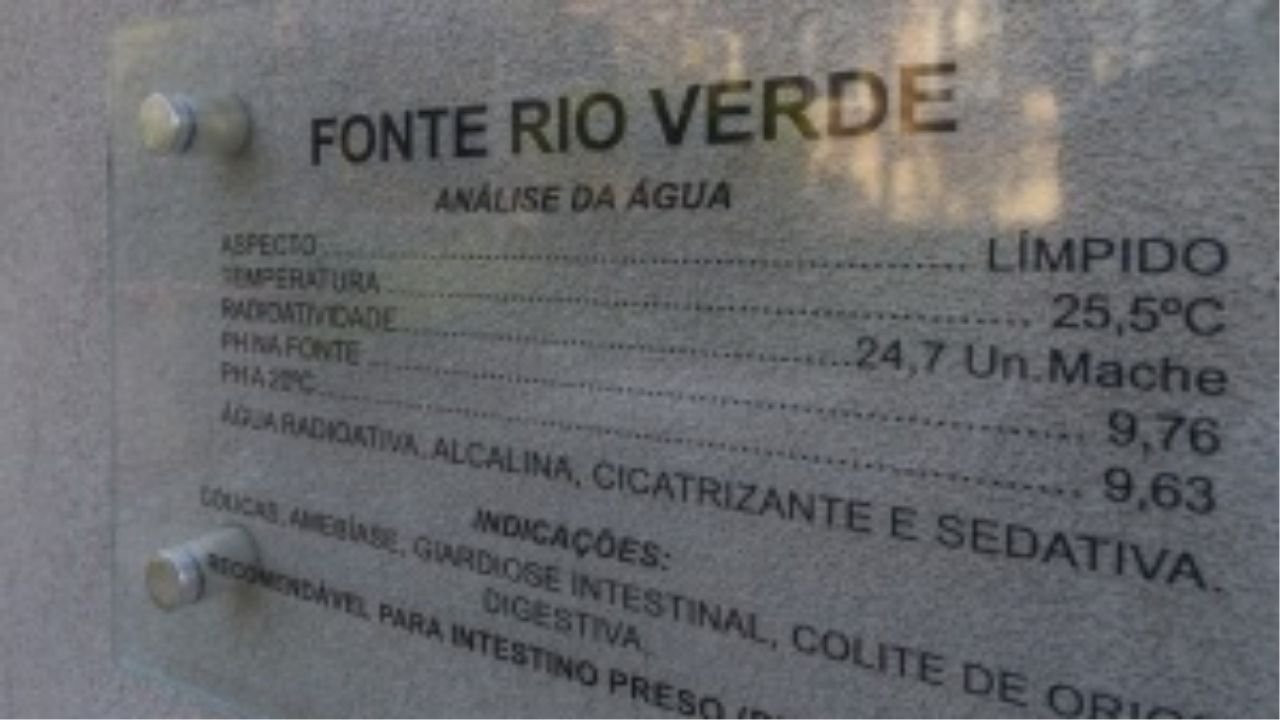 FONTE RIO VERDE
ANÁLISE DA ÁGUA
ASPECTO ........ LÍMPIDO
TEMPERATURA ........ 25,5ºC
RADIOATIVIDADE ........ 24,7 Un.Mache
PH NA FONTE ........ 9,76
PH A 20ºC ........ 9,63
ÁGUA RADIOATIVA, ALCALINA, CICATRIZANTE E SEDATIVA.
INDICAÇÕES:
CÓLICAS, AMEBÍASE, GIARDIOSE INTESTINAL, COLITE DE
DIGESTIVA.
RECOMONDÁVEL PARA INTESTINO PRESO